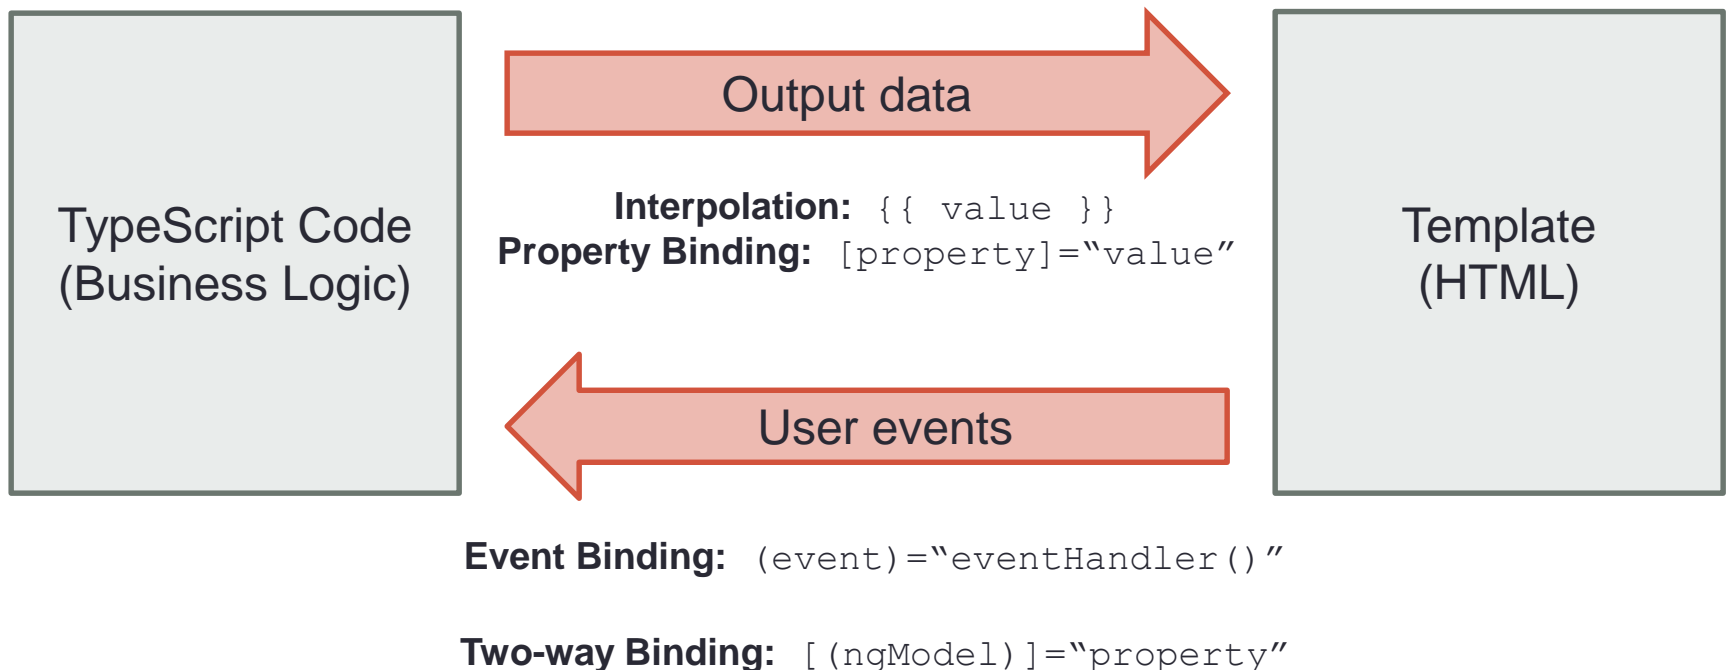 TypeScript Code
(Business Logic)
Output data
Interpolation: {{ value }}
Property Binding: [property]=“value”
User events
Template
(HTML)
Event Binding: (event)=“eventHandler()”
Two-way Binding: [(ngModel)]=“property”